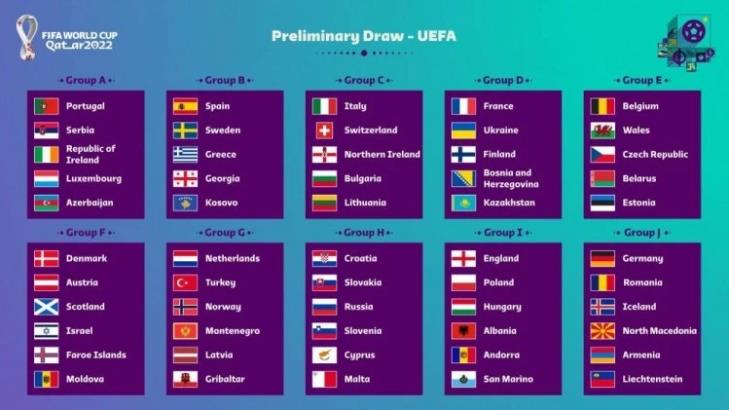 FIFA WORLD CUP
Qatar2022
Preliminary Draw - UEFA
Group A
Portugal
Serbia
Republic of
Ireland
Luxembourg
Azerbaijan
Group B
Spain
Sweden
Greece
Georgia
Kosovo
Group C
Italy
Switzerland
Northern Ireland
Bulgaria
Lithuania
Group D
France
Ukraine
Finland
Bosnia and
Herzegovina
Kazakhstan
Group E
Belgium
Wales
Czech Republic
Belarus
Estonia
Group F
Denmark
Austria
Scotland
Israel
Faroe Islands
Moldova
Group G
Netherlands
Turkey
Norway
Montenegro
Latvia
Gribaltar
Group H
Croatia
Slovakia
Russia
Slovenia
Cyprus
Malta
Group I
England
Poland
Hungary
Albania
Andorra
San Marino
Group J
Germany
Romania
Iceland
North Macedonia
Armenia
Liechtenstein